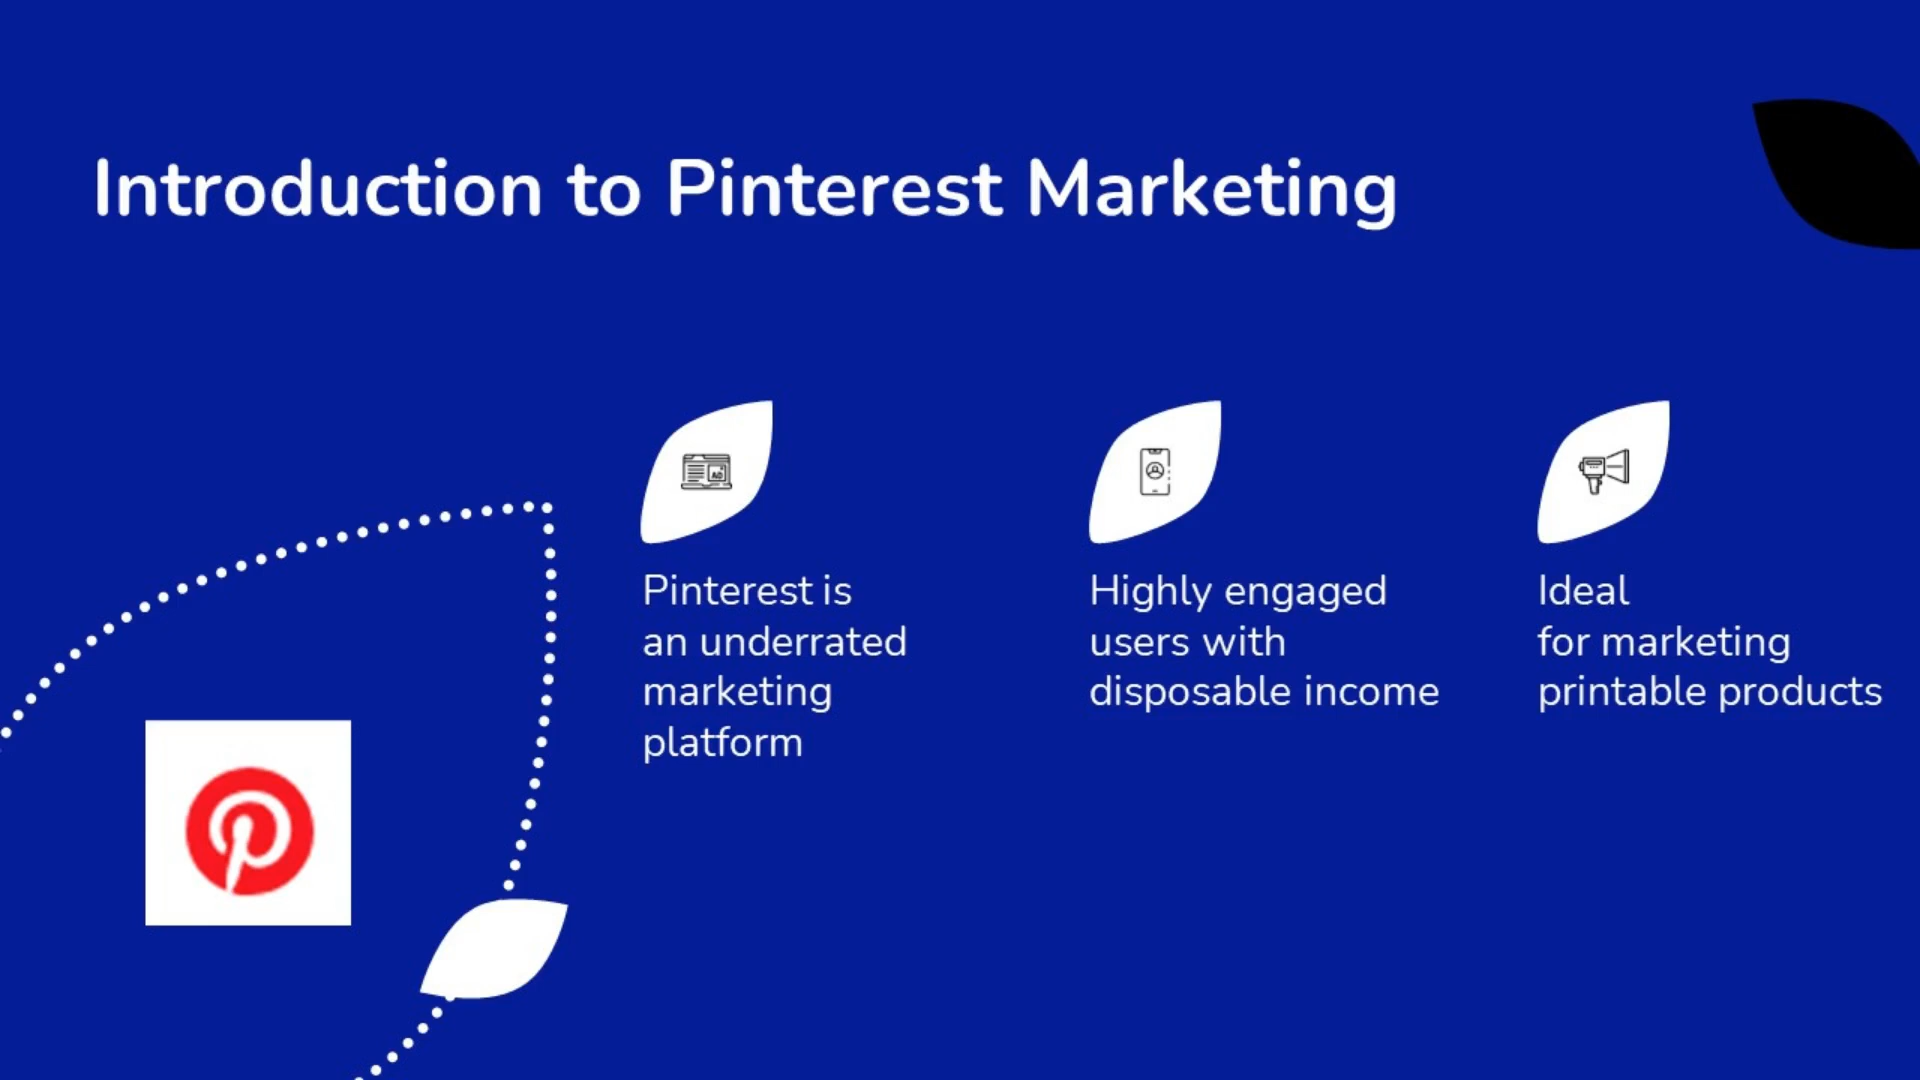 Introduction to Pinterest Marketing
Pinterest is
an underrated
marketing
platform
Highly engaged
users with
disposable income
Ideal
for marketing
printable products
AD